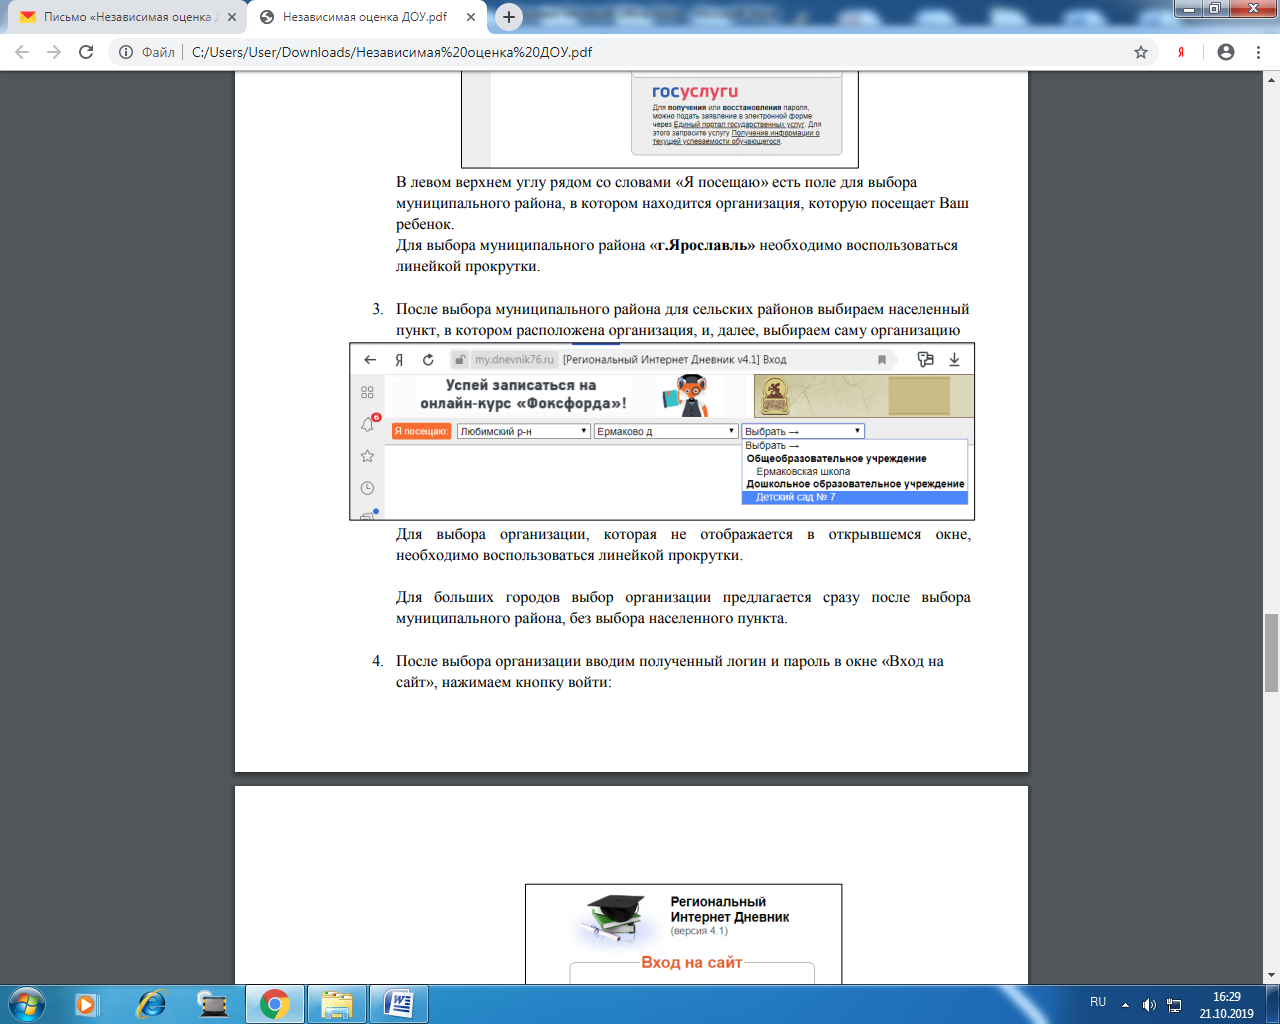 Письмо «Независимая оценка
Независимая оценка ДОУ.pdf
Файл
C:/Users/User/Downloads/Независимая%20оценка%20ДОУ.pdf
Я
госуслуги
Для получения или восстановления пароля,
можно подать заявление в электронной форме
через Единый портал государственных услуг. Для
этого запросите услугу Получение информации о
текущей успеваемости обучающегося.
В левом верхнем углу рядом со словами «Я посещаю» есть поле для выбора
муниципального района, в котором находится организация, которую посещает Ваш
ребенок.
Для выбора муниципального района «г.Ярославль» необходимо воспользоваться
линейкой прокрутки.
3. После выбора муниципального района для сельских районов выбираем населенный
пункт, в котором расположена организация, и, далее, выбираем саму организацию
Я
my.dnevnik76.ru
[Региональный Интернет Дневник v4.1] Вход
Успей записаться на
онлайн-курс «Фоксфорда»!
6
Я посещаю:
Любимский р-н
Ермаково д
Выбрать →
Выбрать →
Общеобразовательное учреждение
Ермаковская школа
Дошкольное образовательное учреждение
Детский сад № 7
Для выбора организации, которая не отображается в открывшемся окне,
необходимо воспользоваться линейкой прокрутки.
Для больших городов выбор организации предлагается сразу после выбора
муниципального района, без выбора населенного пункта.
4. После выбора организации вводим полученный логин и пароль в окне «Вход на
сайт», нажимаем кнопку войти:
Региональный
Интернет Дневник
(версия 4.1)
Вход на сайт
RU
16:29
21.10.2019